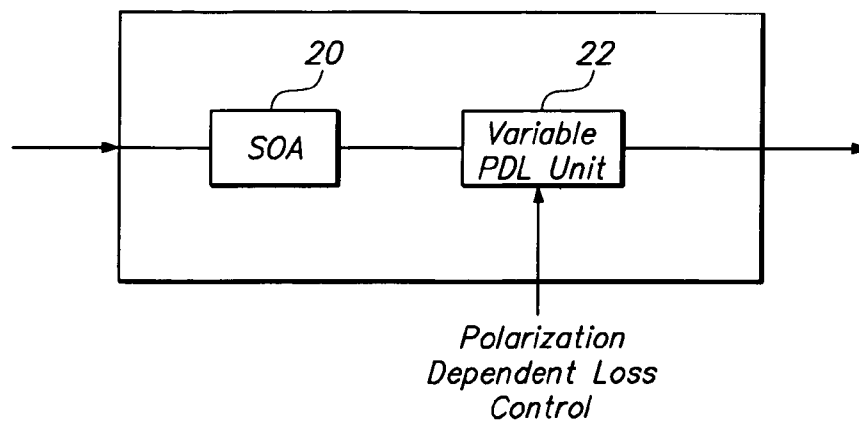 20
22
SOA
Variable
PDL Unit
Polarization
Dependent Loss
Control